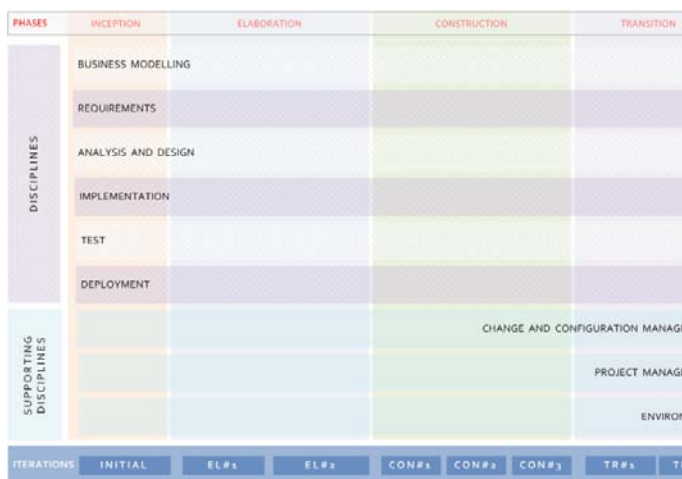 PHASES INCEPTION ELABORATION CONSTRUCTION TRANSITION
DISCIPLINES
BUSINESS MODELLING
REQUIREMENTS
ANALYSIS AND DESIGN
IMPLEMENTATION
TEST
DEPLOYMENT
SUPPORTING
DISCIPLINES
CHANGE AND CONFIGURATION MANAG
PROJECT MANAG
ENVIRON
ITERATIONS INITIAL EL#1 EL#2 CON#1 CON#2 CON#3 TR#1 T